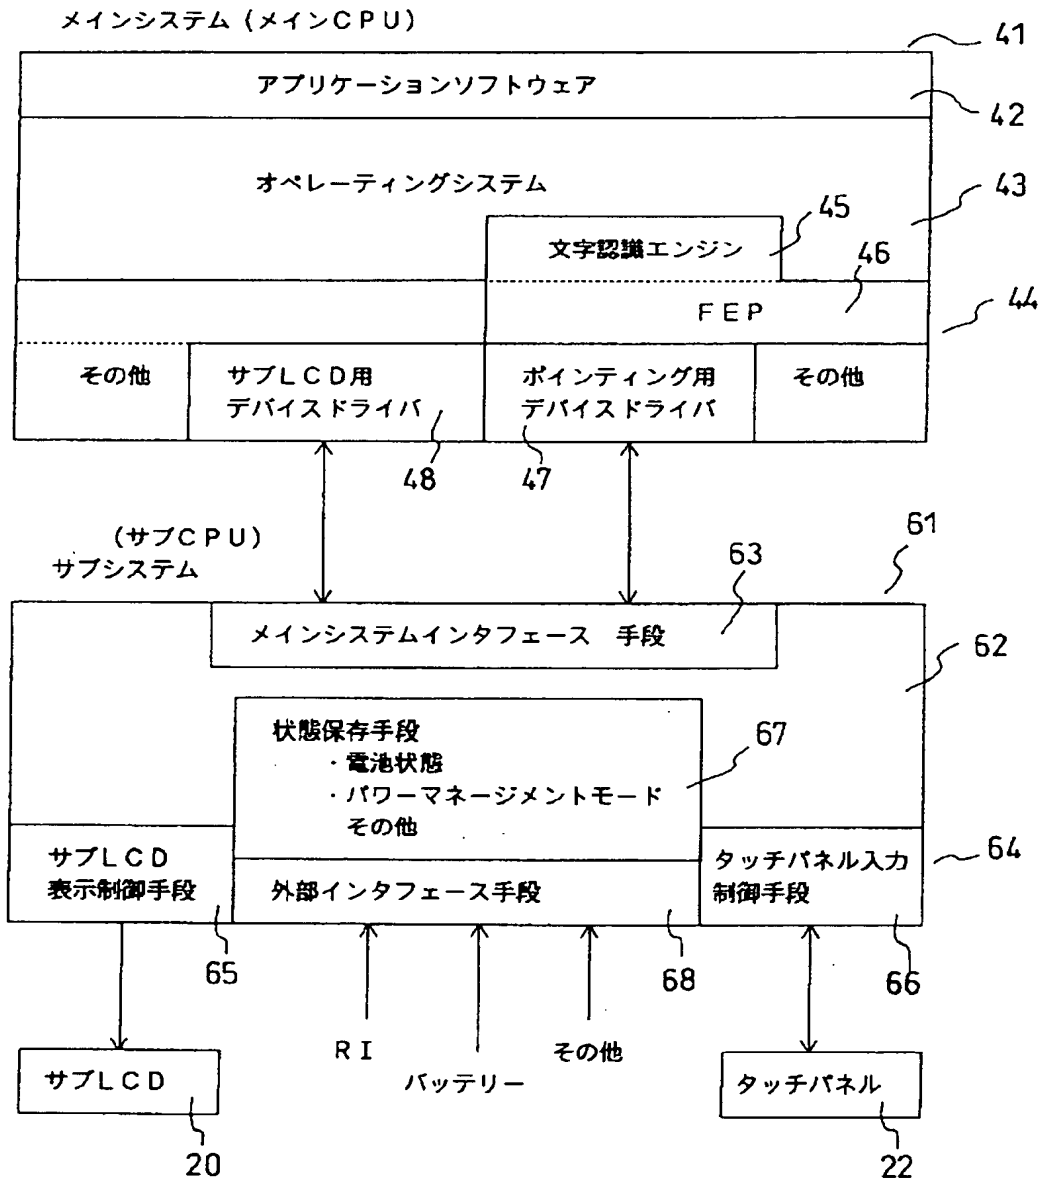 メインシステム（メインＣＰＵ）
41
アプリケーションソフトウェア
42
オペレーティングシステム
43
45
文字認識エンジン
46
ＦＥＰ
44
その他
サブＬＣＤ用
デバイスドライバ
ポインティング用
デバイスドライバ
その他
48
47
（サブＣＰＵ）
サブシステム
61
63
メインシステムインタフェース　手段
62
状態保存手段
・電池状態
・パワーマネージメントモード
その他
67
サブＬＣＤ
表示制御手段
外部インタフェース手段
タッチパネル入力
制御手段
64
65
68
66
ＲＩ
バッテリー
その他
サブＬＣＤ
タッチパネル
20
22